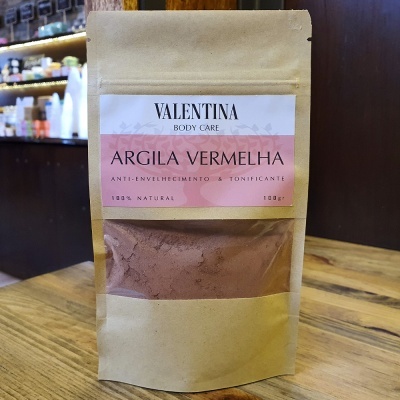 VALENTINA
BODY CARE
ARGILA VERMELHA
ANTI-ENVELHECIMENTO & TONIFICANTE
100% NATURAL 100gr